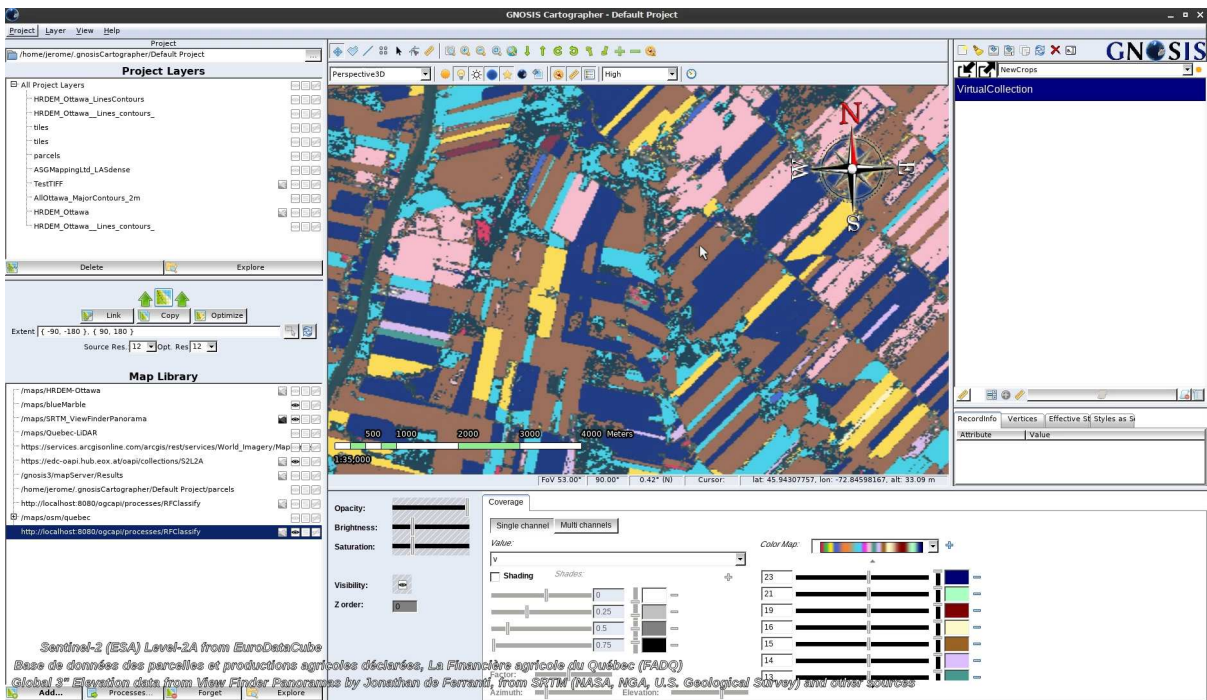 GNOSIS Cartographer - Default Project
Project Layer View Help
Project
/home/jerome/.gnosisCartographer/Default Project
...
Project Layers
All Project Layers
HRDEM_Ottawa_LinesContours
HRDEM_Ottawa__Lines_contours_
tiles
tiles
parcels
ASGMappingLtd_LASdense
TestTIFF
AllOttawa_MajorContours_2m
HRDEM_Ottawa
HRDEM_Ottawa__Lines_contours_
Delete Explore
Link Copy Optimize
Extent { -90, -180 }, { 90, 180 }
Source Res. 12 Opt. Res 12
Map Library
/maps/HRDEM-Ottawa
/maps/blueMarble
/maps/SRTM_ViewFinderPanorama
/maps/Quebec-LiDAR
https://services.arcgisonline.com/arcgis/rest/services/World_Imagery/Map
https://edc-oapi.hub.eox.at/oapi/collections/S2L2A
/gnosis3/mapServer/Results
/home/jerome/.gnosisCartographer/Default Project/parcels
http://localhost:8080/ogcapi/processes/RFClassify
/maps/osm/quebec
http://localhost:8080/ogcapi/processes/RFClassify
Sentinel-2 (ESA) Level-2A from EuroDataCube
Base de données des parcelles et productions agricoles déclarées, La Financière agricole du Québec (FADQ)
Global 3" Elevation data from View Finder Panoramas by Jonathan de Ferranti, from SRTM (NASA, NGA, U.S. Geological Survey) and other sources
Add... Processes... Forget Explore
Perspective3D High
N
W E
S
500 1000 2000 3000 4000 Meters
1:35,000
FoV 53.00° 90.00° 0.42° (N) Cursor: lat: 45.94307757, lon: -72.84598167, alt: 33.09 m
Opacity:
Brightness:
Saturation:
Visibility:
Z order: 0
Coverage
Single channel Multi channels
Value:
v
Shading Shades:
0
0.25
0.5
0.75
Factor:
Azimuth: Elevation:
Color Map:
23
21
19
16
15
14
13
GNOSIS
NewCrops
VirtualCollection
RecordInfo Vertices Effective St Styles as S
Attribute Value